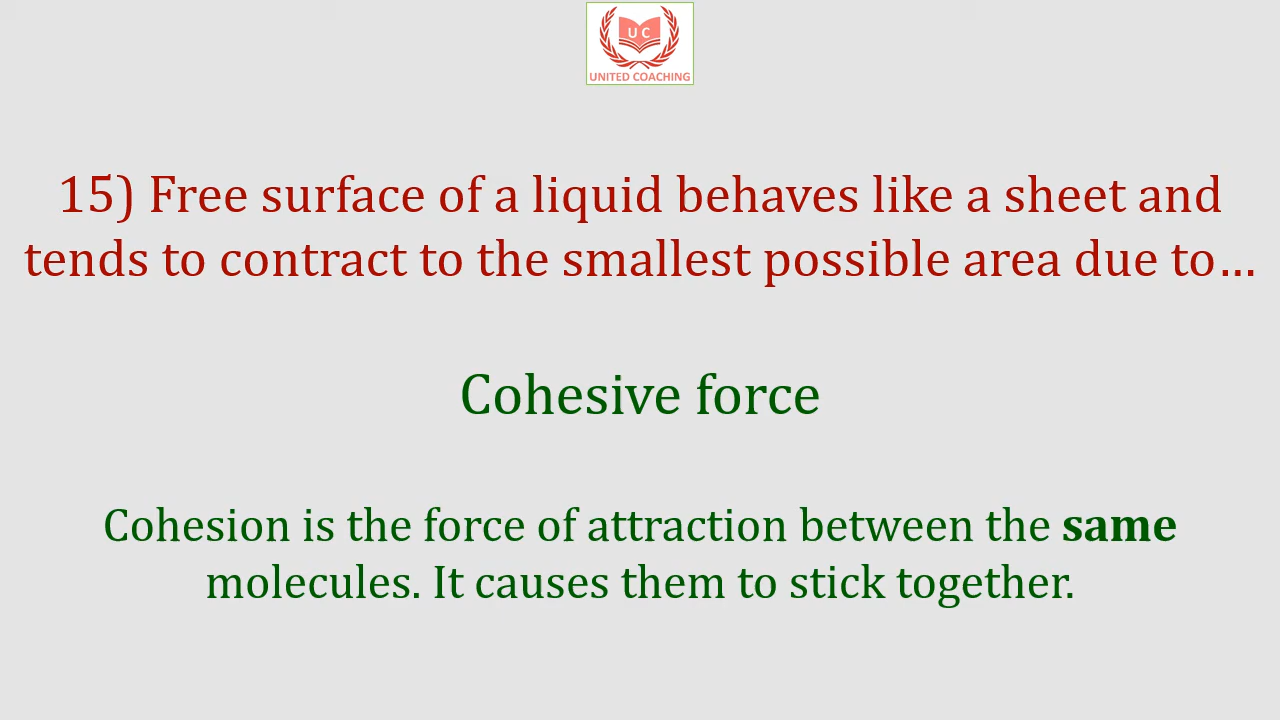 UC
UNITED COACHING
15) Free surface of a liquid behaves like a sheet and
tends to contract to the smallest possible area due to…
Cohesive force
Cohesion is the force of attraction between the same
molecules. It causes them to stick together.